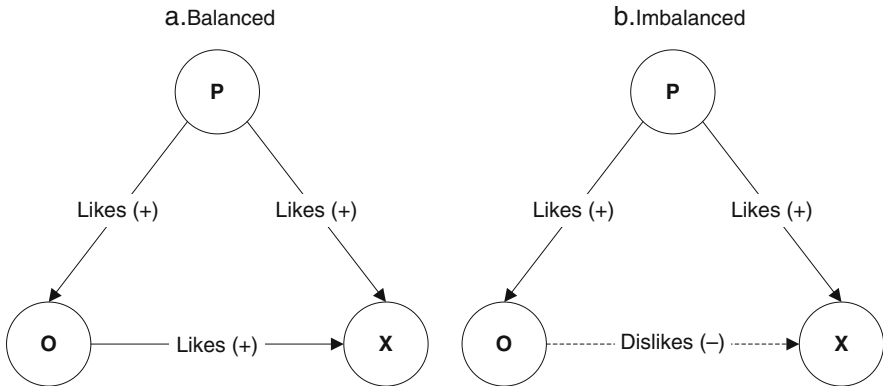 a.Balanced
P
Likes (+)
Likes (+)
O
Likes (+)
X
b.Imbalanced
P
Likes (+)
Likes (+)
O
Dislikes (–)
X